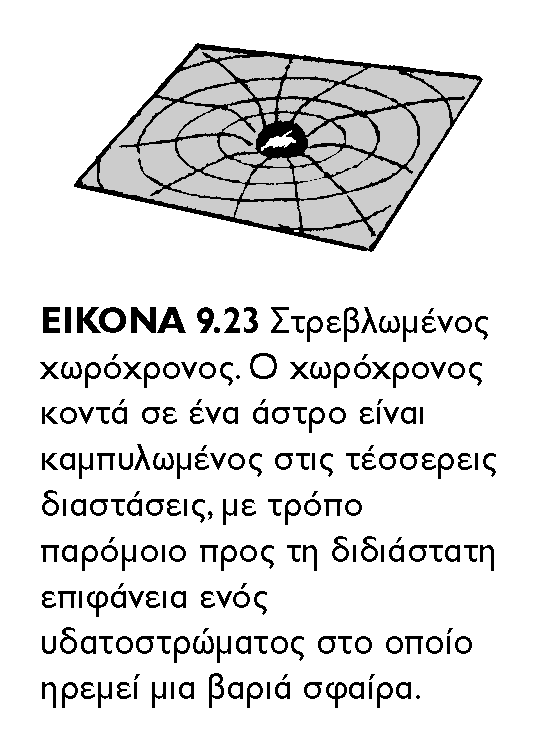 ΕΙΚΟΝΑ 9.23 Στρεβλωμένος
χωρόχρονος. Ο χωρόχρονος
κοντά σε ένα άστρο είναι
καμπυλωμένος στις τέσσερεις
διαστάσεις, με τρόπο
παρόμοιο προς τη διδιάστατη
επιφάνεια ενός
υδατοστρώματος στο οποίο
ηρεμεί μια βαριά σφαίρα.